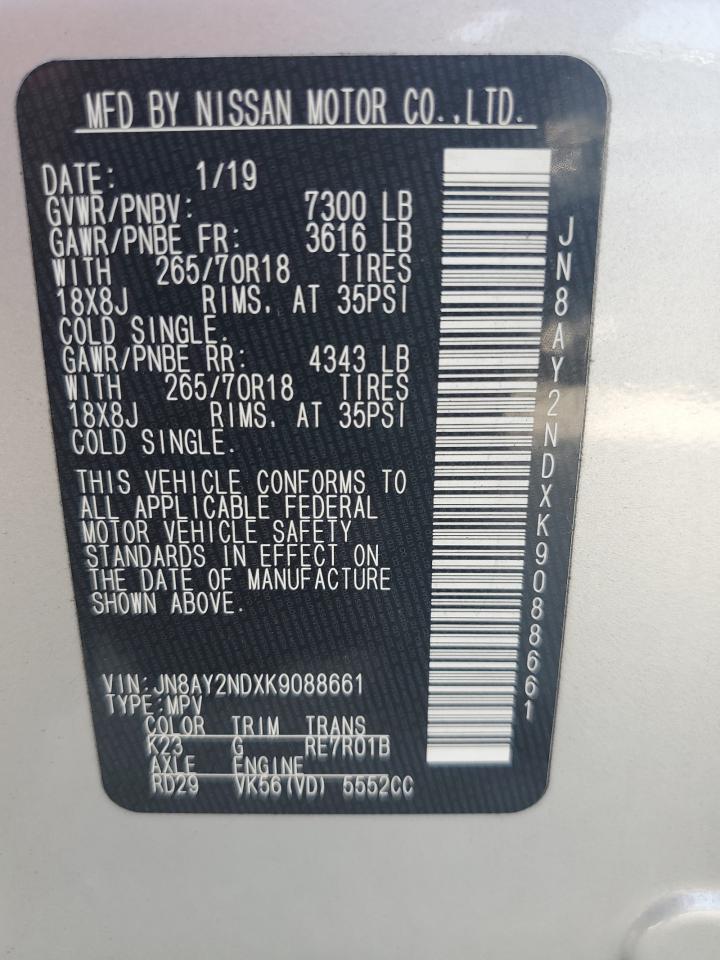 MFD BY NISSAN MOTOR CO.,LTD.
DATE: 1/19
GVWR/PNBV: 7300 LB
GAWR/PNBE FR: 3616 LB
WITH 265/70R18 TIRES
18X8J RIMS, AT 35PSI
COLD SINGLE.
GAWR/PNBE RR: 4343 LB
WITH 265/70R18 TIRES
18X8J RIMS, AT 35PSI
COLD SINGLE.
THIS VEHICLE CONFORMS TO
ALL APPLICABLE FEDERAL
MOTOR VEHICLE SAFETY
STANDARDS IN EFFECT ON
THE DATE OF MANUFACTURE
SHOWN ABOVE.
VIN:JN8AY2NDXK9088661
TYPE:MPV
COLOR TRIM TRANS
K23 G RE7R01B
AXLE ENGINE
RD29 VK56(VD) 5552CC
JN8AY2NDXK9088661